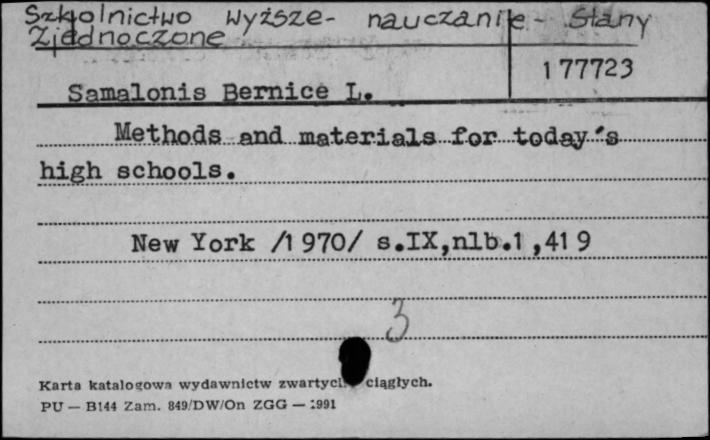 Szkolnictwo wyższe - nauczanie - Stany
Zjednoczone
177723
Samalonis Bernice L.
Methods and materials for today's
high schools.
New York /1970/ s.IX,nlb.1,419
3
Karta katalogowa wydawnictw ciągłych.
PU — B144 Zam. 849/DW/On ZGG — 1991